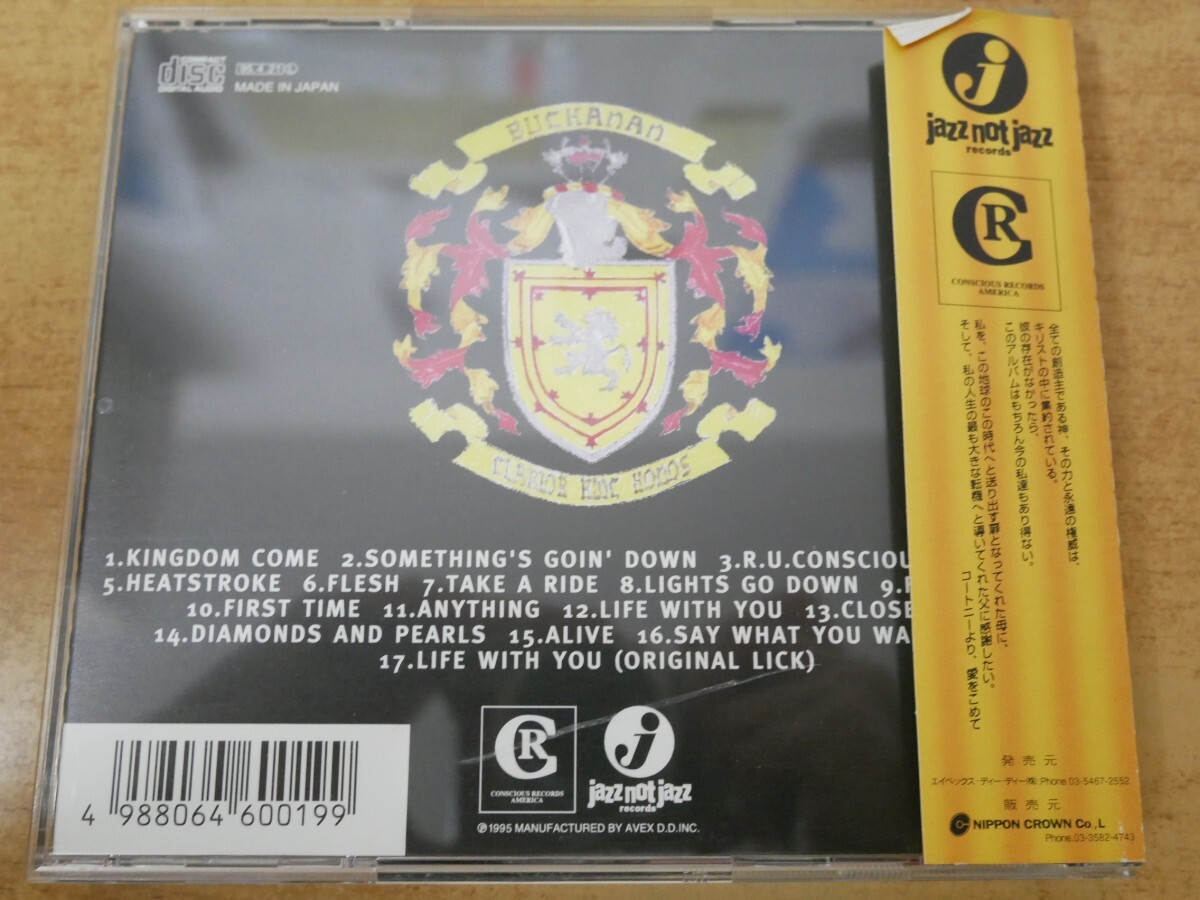 COMPACT
disc
DIGITAL AUDIO
95.4.21
MADE IN JAPAN
BUCHANAN
1.KINGDOM COME 2.SOMETHING'S GOIN' DOWN 3.R.U.CONSCIOU
5.HEATSTROKE 6.FLESH 7.TAKE A RIDE 8.LIGHTS GO DOWN 9.
10.FIRST TIME 11.ANYTHING 12.LIFE WITH YOU 13.CLOSE
14.DIAMONDS AND PEARLS 15.ALIVE 16.SAY WHAT YOU WA
17.LIFE WITH YOU (ORIGINAL LICK)
4 988064 600199
CR
CONSCIOUS RECORDS
AMERICA
j
jazz not jazz
records
℗1995 MANUFACTURED BY AVEX D.D.INC.
j
jazz not jazz
records
CR
CONSCIOUS RECORDS
AMERICA
全ての創造主である神、その力と永遠の権威は、
キリストの中に集約されている。
彼の存在がなかったら、
このアルバムはもちろん今の私達もあり得ない。
私を、この地球のこの時代へと送り出す扉となってくれた母に、
そして、私の人生の最も大きな転機へと導いてくれた父に感謝したい。
コートニーより、愛をこめて
発売元
エイベックス・ディー・ディー(株)Phone.03-5467-2552
販売元
NIPPON CROWN Co.,L
Phone.03-3582-4743